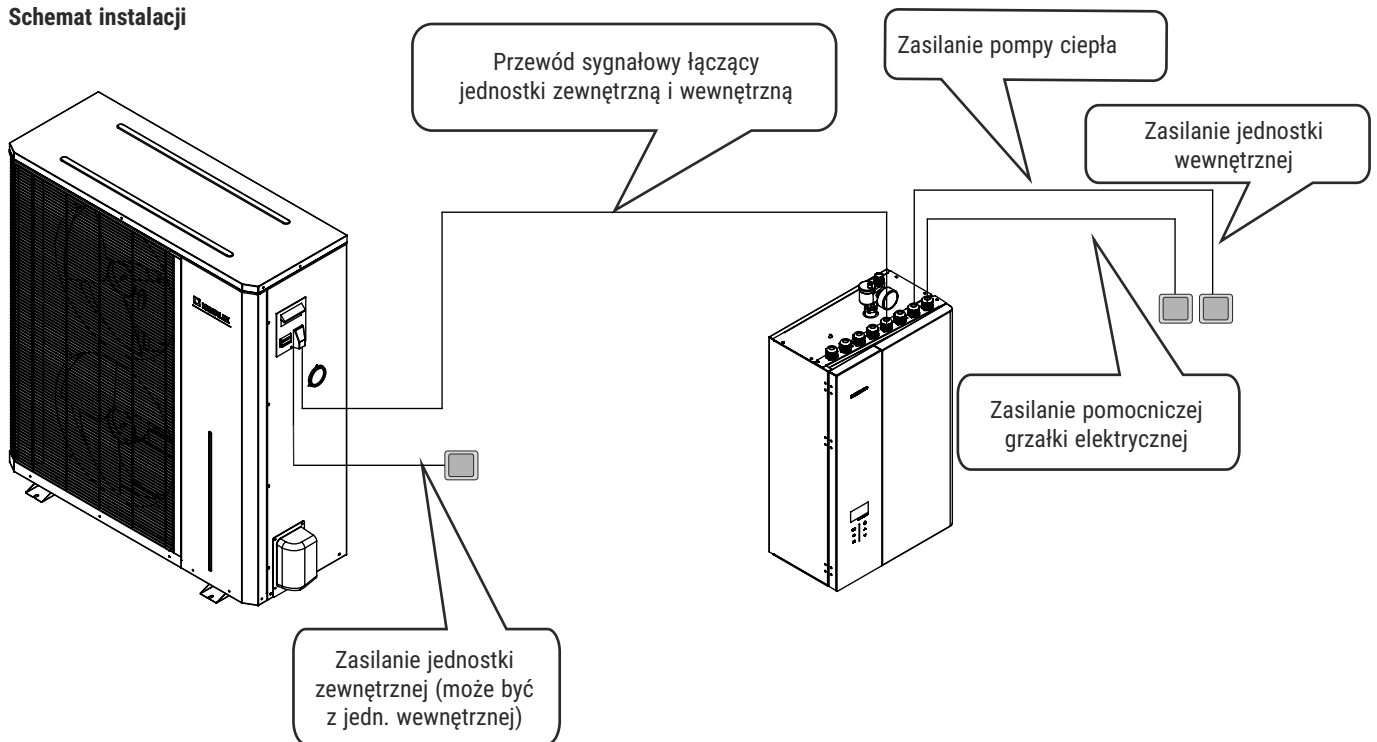 Schemat instalacji
Przewód sygnałowy łączący
jednostki zewnętrzną i wewnętrzną
Zasilanie pompy ciepła
Zasilanie jednostki
wewnętrznej
Zasilanie pomocniczej
grzałki elektrycznej
Zasilanie jednostki
zewnętrznej (może być
z jedn. wewnętrznej)